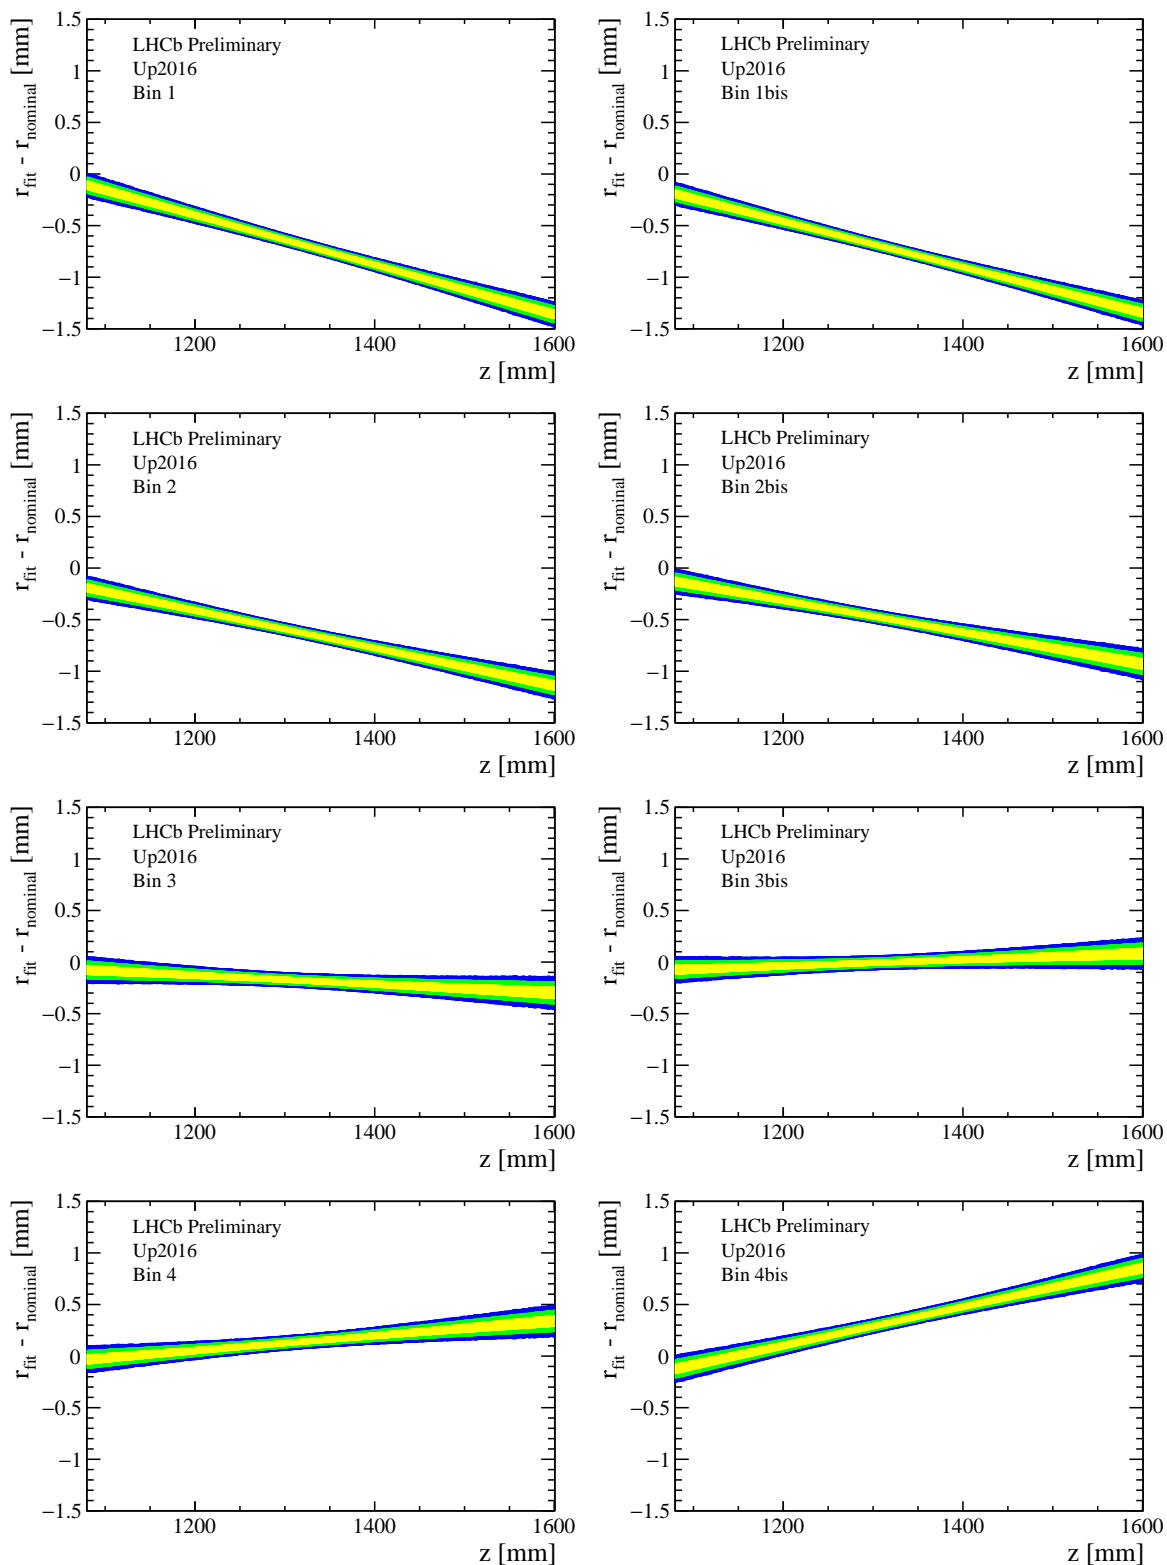 r_fit - r_nominal [mm]
1.5
1
0.5
0
−0.5
−1
−1.5
LHCb Preliminary
Up2016
Bin 1
1200 1400 1600
z [mm]
r_fit - r_nominal [mm]
1.5
1
0.5
0
−0.5
−1
−1.5
LHCb Preliminary
Up2016
Bin 1bis
1200 1400 1600
z [mm]
r_fit - r_nominal [mm]
1.5
1
0.5
0
−0.5
−1
−1.5
LHCb Preliminary
Up2016
Bin 2
1200 1400 1600
z [mm]
r_fit - r_nominal [mm]
1.5
1
0.5
0
−0.5
−1
−1.5
LHCb Preliminary
Up2016
Bin 2bis
1200 1400 1600
z [mm]
r_fit - r_nominal [mm]
1.5
1
0.5
0
−0.5
−1
−1.5
LHCb Preliminary
Up2016
Bin 3
1200 1400 1600
z [mm]
r_fit - r_nominal [mm]
1.5
1
0.5
0
−0.5
−1
−1.5
LHCb Preliminary
Up2016
Bin 3bis
1200 1400 1600
z [mm]
r_fit - r_nominal [mm]
1.5
1
0.5
0
−0.5
−1
−1.5
LHCb Preliminary
Up2016
Bin 4
1200 1400 1600
z [mm]
r_fit - r_nominal [mm]
1.5
1
0.5
0
−0.5
−1
−1.5
LHCb Preliminary
Up2016
Bin 4bis
1200 1400 1600
z [mm]